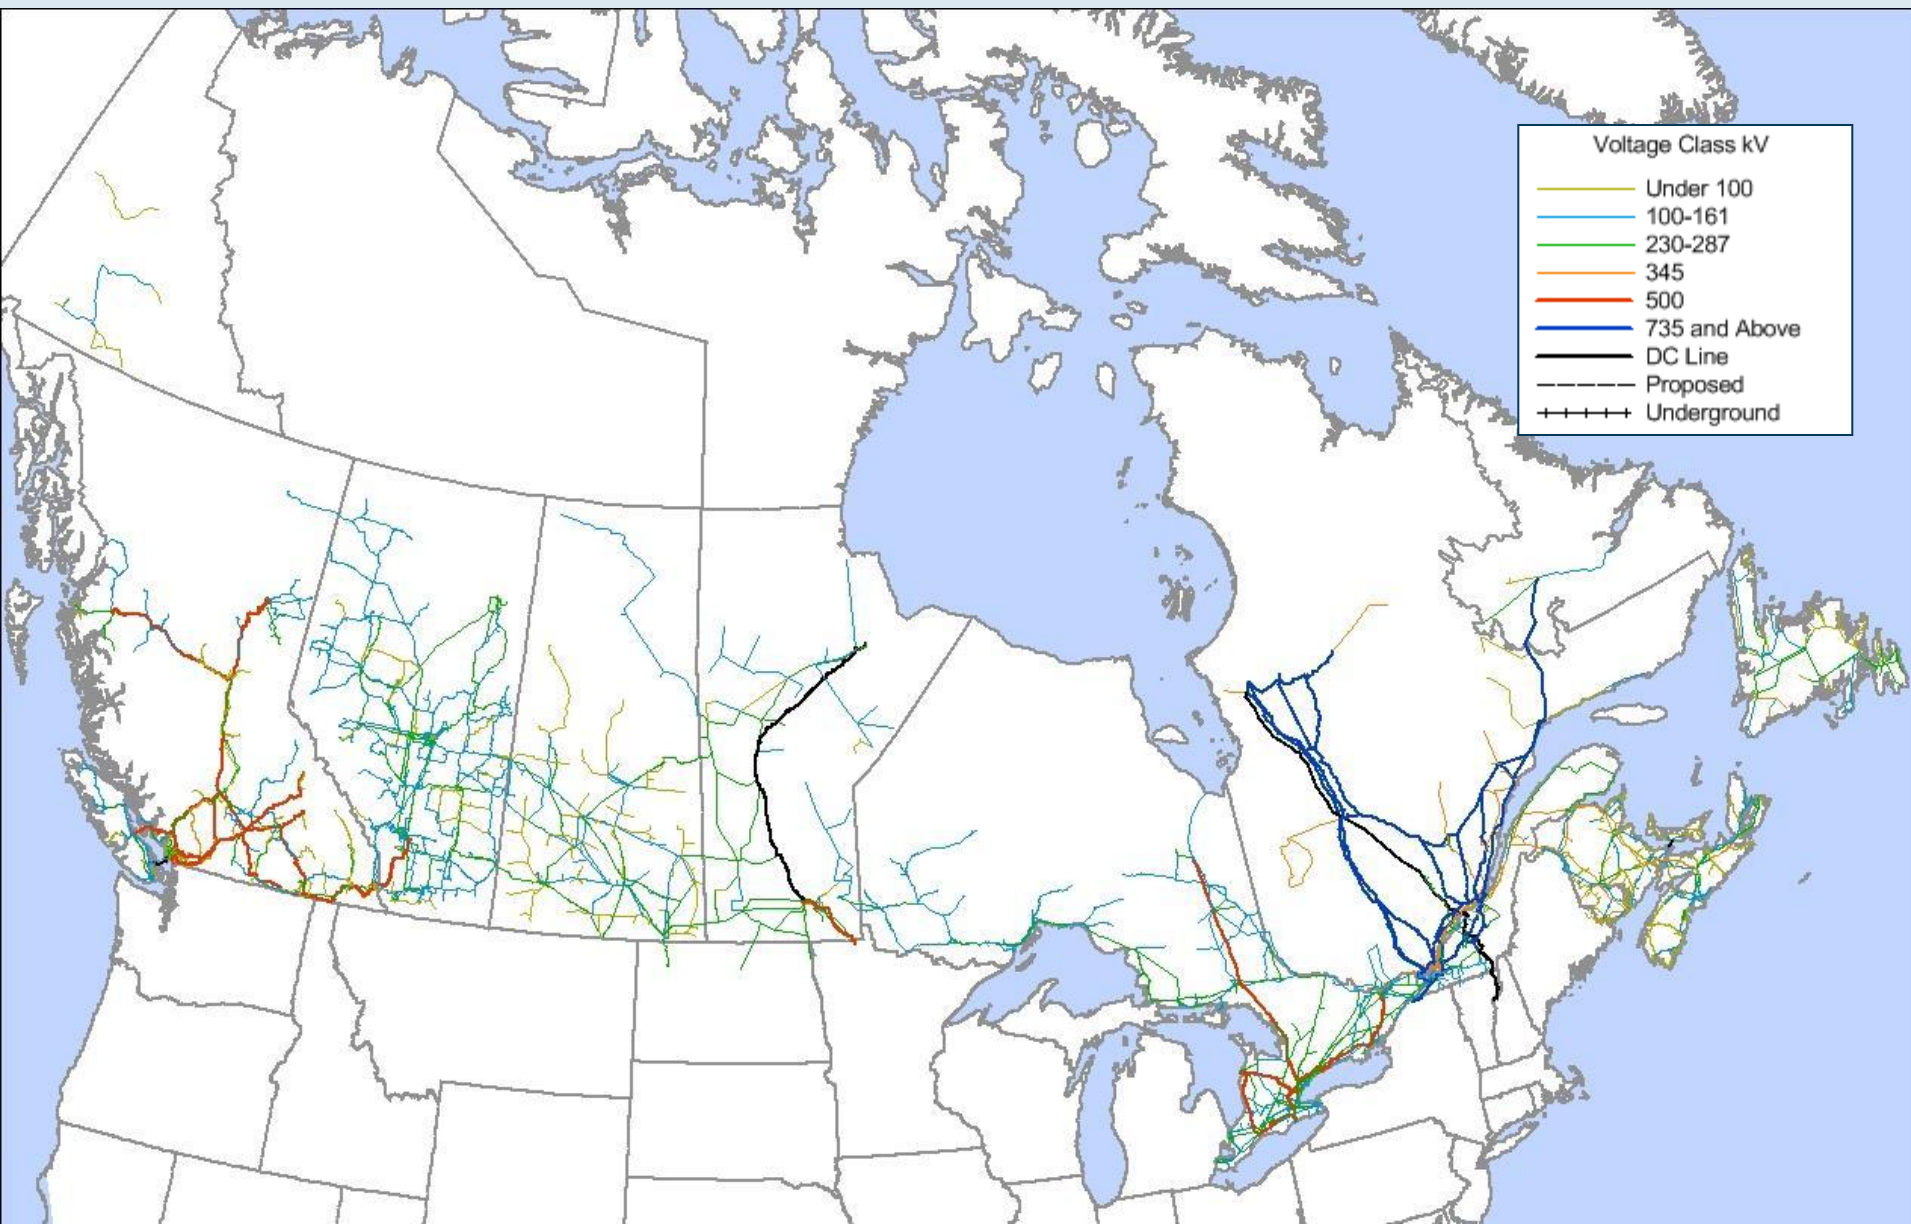 Voltage Class kV
Under 100
100-161
230-287
345
500
735 and Above
DC Line
Proposed
Underground